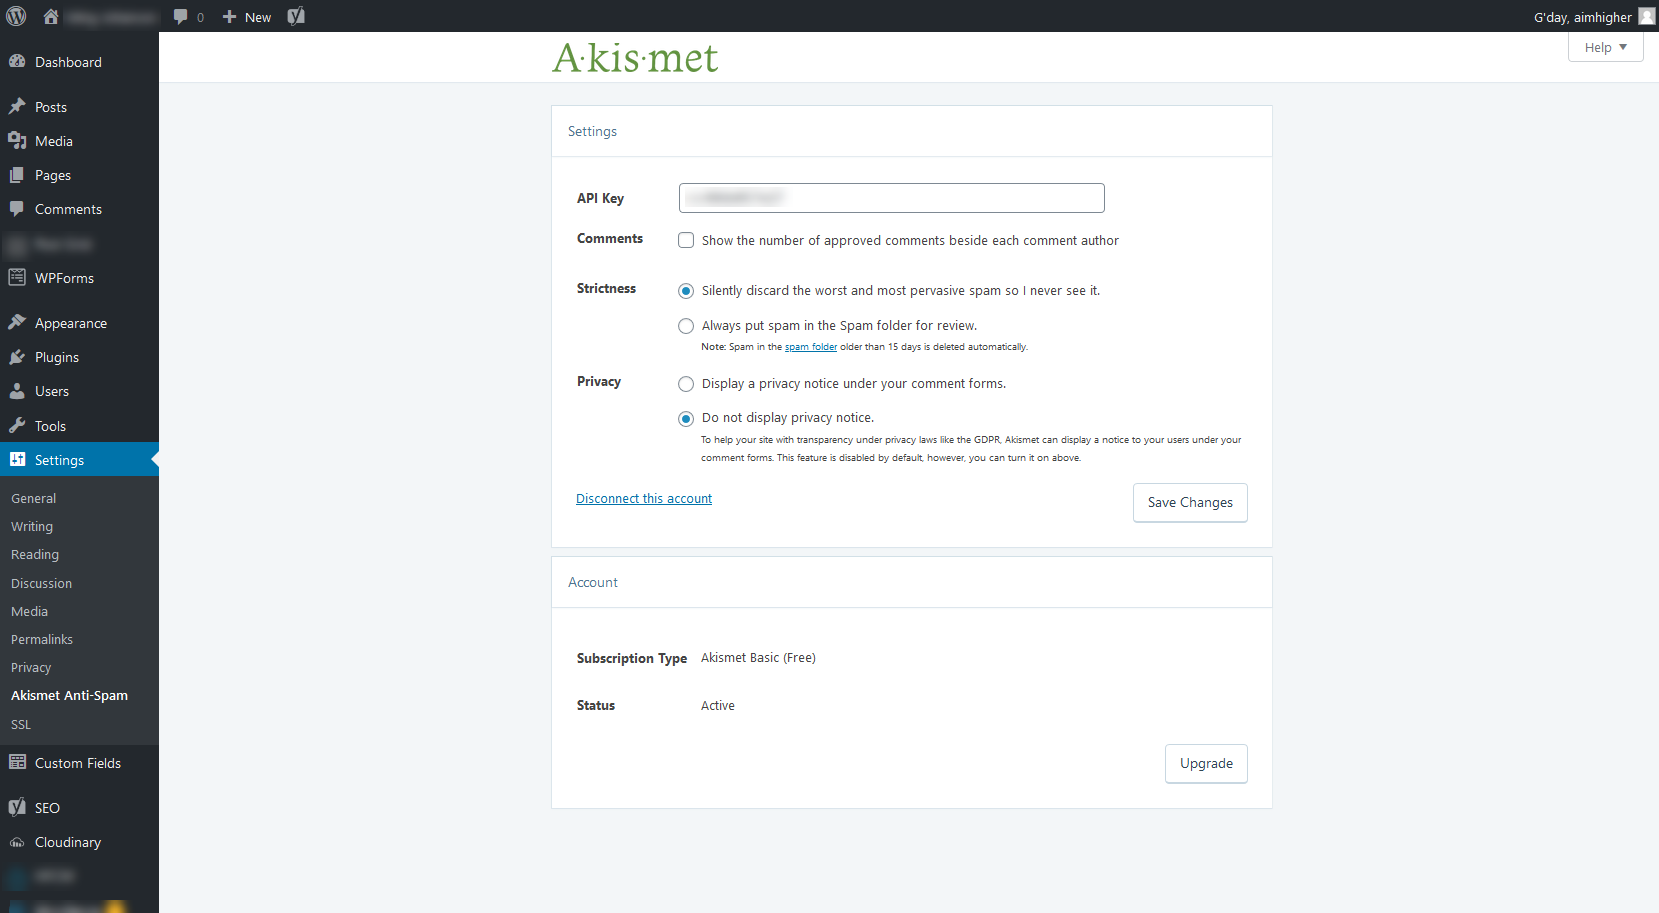 0
New
G'day, aimhigher
Dashboard
Posts
Media
Pages
Comments
WPForms
Appearance
Plugins
Users
Tools
Settings
General
Writing
Reading
Discussion
Media
Permalinks
Privacy
Akismet Anti-Spam
SSL
Custom Fields
SEO
Cloudinary
A·kis·met
Help
Settings
API Key
Comments
Show the number of approved comments beside each comment author
Strictness
Silently discard the worst and most pervasive spam so I never see it.
Always put spam in the Spam folder for review.
Note: Spam in the spam folder older than 15 days is deleted automatically.
Privacy
Display a privacy notice under your comment forms.
Do not display privacy notice.
To help your site with transparency under privacy laws like the GDPR, Akismet can display a notice to your users under your
comment forms. This feature is disabled by default, however, you can turn it on above.
Disconnect this account
Save Changes
Account
Subscription Type Akismet Basic (Free)
Status Active
Upgrade